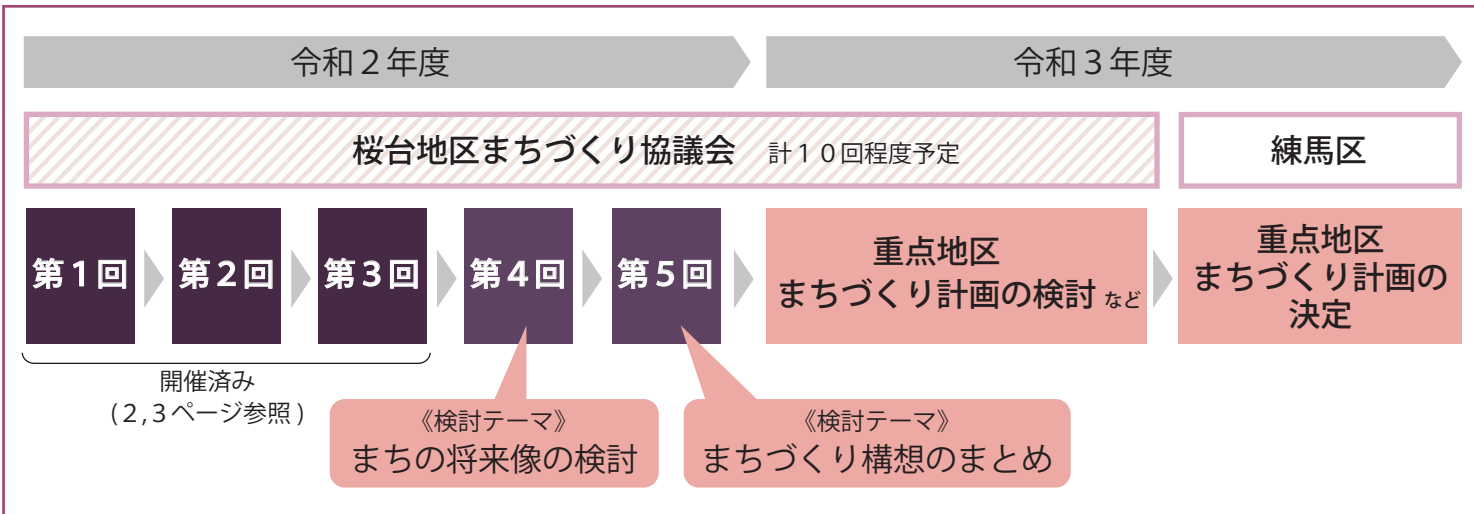 令和２年度
令和３年度
桜台地区まちづくり協議会 計１０回程度予定
練馬区
第１回
第２回
第３回
第４回
第５回
重点地区
まちづくり計画の検討 など
重点地区
まちづくり計画の
決定
開催済み
(２,３ページ参照)
《検討テーマ》
まちの将来像の検討
《検討テーマ》
まちづくり構想のまとめ